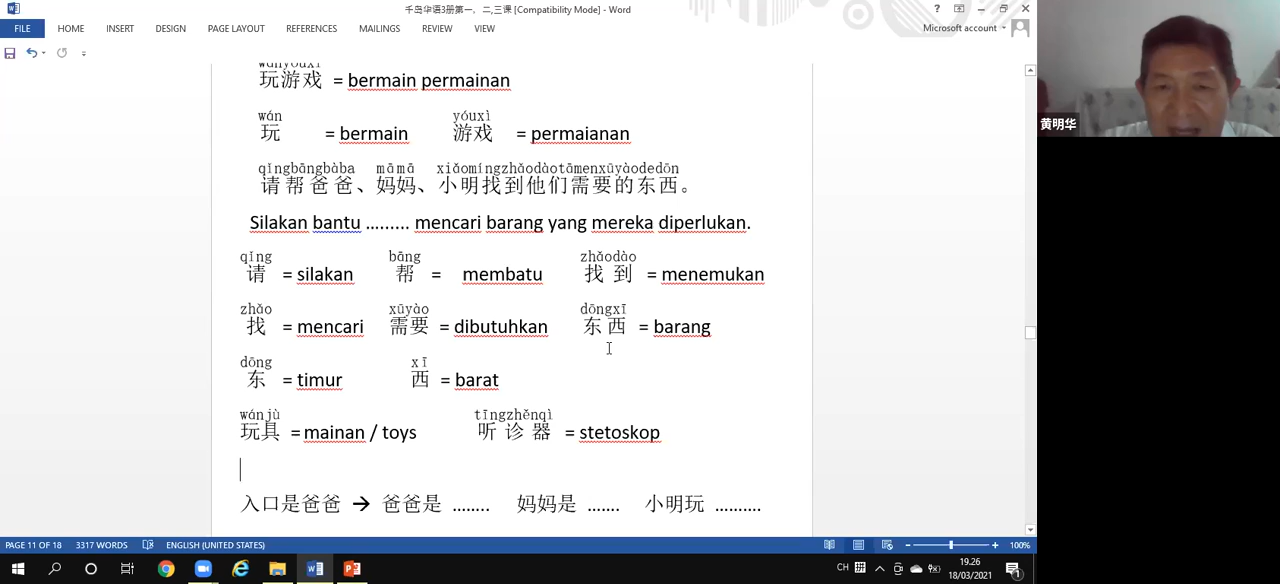 千岛华语3册第一、二,三课 [Compatibility Mode] - Word
FILE HOME INSERT DESIGN PAGE LAYOUT REFERENCES MAILINGS REVIEW VIEW Microsoft account
wányóuxì
玩游戏 = bermain permainan
wán yóuxì
玩 = bermain 游戏 = permaianan
qǐngbāngbàba māmā xiǎomíngzhǎodàotāmenxūyàodedōn
请帮爸爸、妈妈、小明找到他们需要的东西。
Silakan bantu ......... mencari barang yang mereka diperlukan.
qǐng bāng zhǎodào
请 = silakan 帮 = membatu 找到 = menemukan
zhǎo xūyào dōngxī
找 = mencari 需要 = dibutuhkan 东西 = barang
dōng xī
东 = timur 西 = barat
wánjù tīngzhěnqì
玩具 = mainan / toys 听诊器 = stetoskop
入口是爸爸 → 爸爸是 ........ 妈妈是 ....... 小明玩 ..........
黄明华
PAGE 11 OF 18 3317 WORDS ENGLISH (UNITED STATES) 100%
CH 19.26
18/03/2021